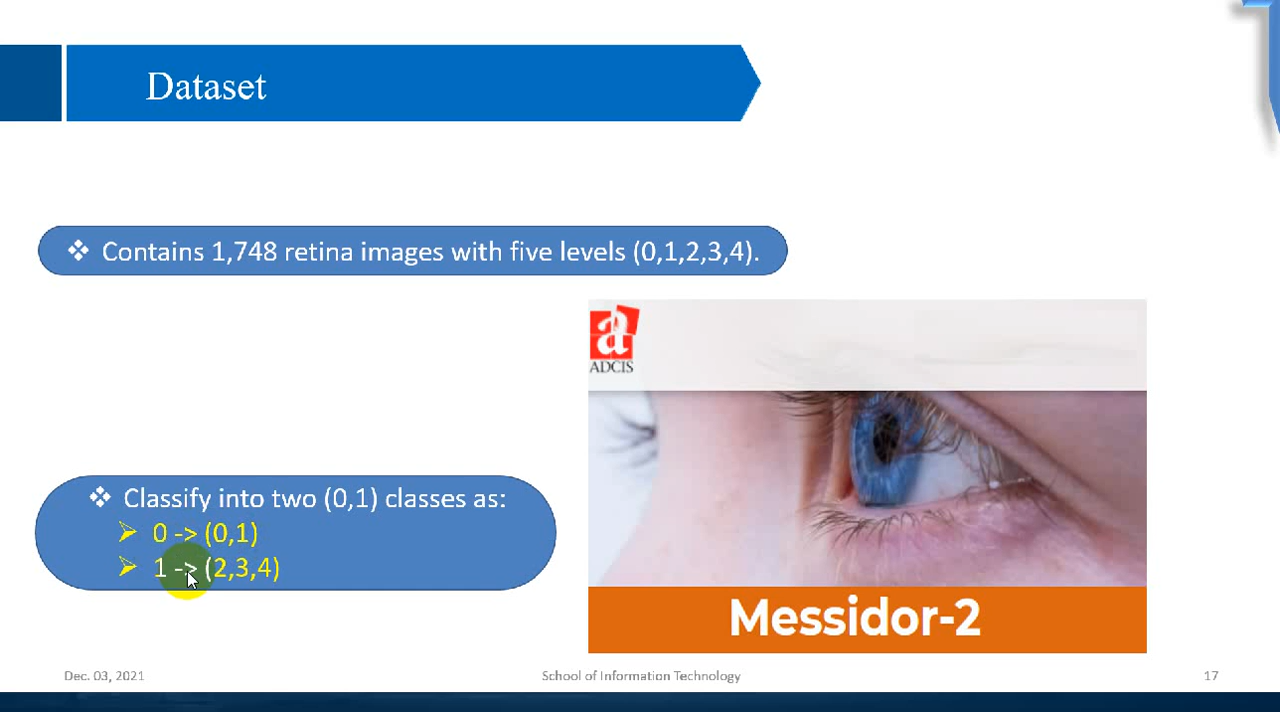 Dataset
❖ Contains 1,748 retina images with five levels (0,1,2,3,4).
a
ADCIS
❖ Classify into two (0,1) classes as:
➢ 0 -> (0,1)
➢ 1 -> (2,3,4)
Messidor-2
Dec. 03, 2021
School of Information Technology
17